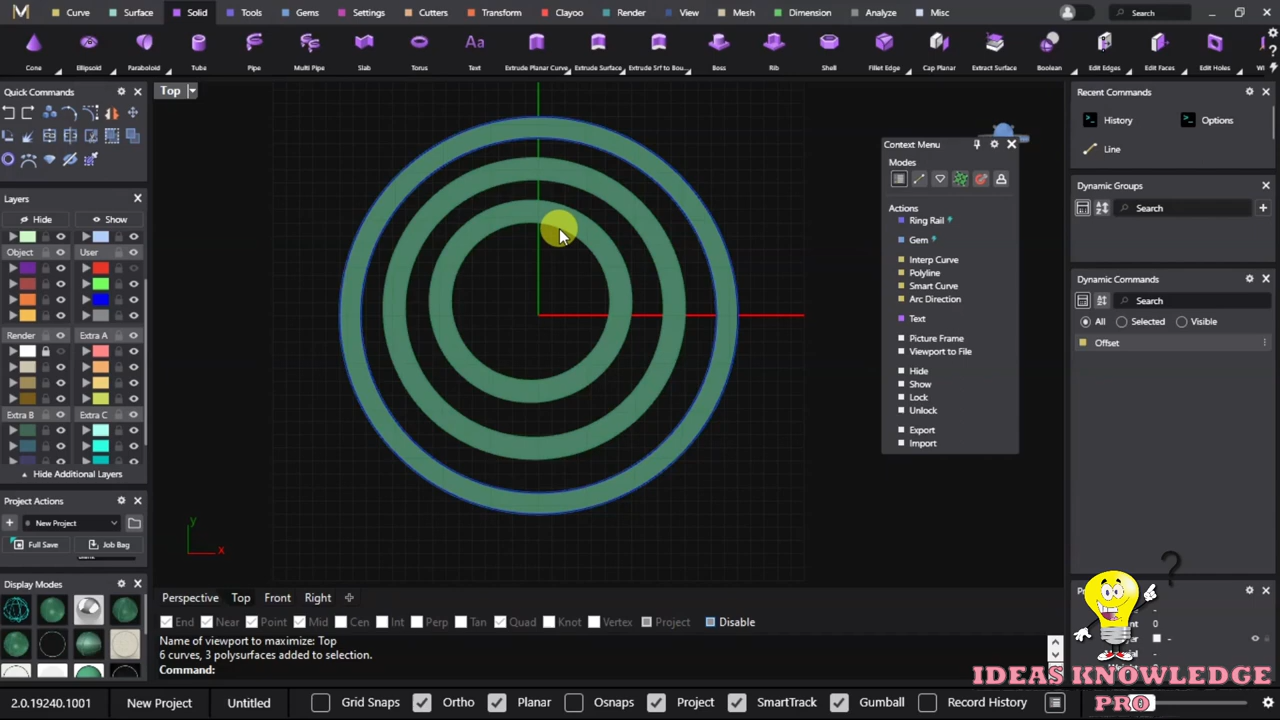 Curve Surface Solid Tools Gems Settings Cutters Transform Clayoo Render View Mesh Dimension Analyze Misc Search
Cone Ellipsoid Paraboloid Tube Pipe Multi Pipe Slab Torus Text Extrude Planar Curve Extrude Surface Extrude Srf to Bou... Boss Rib Shell Fillet Edge Cap Planar Extract Surface Boolean Edit Edges Edit Faces Edit Holes
Quick Commands
Layers
Hide Show
Object User
Render Extra A
Extra B Extra C
Hide Additional Layers
Project Actions
New Project
Full Save Job Bag
Display Modes
Top
y
x
Context Menu
Modes
Actions
Ring Rail
Gem
Interp Curve
Polyline
Smart Curve
Arc Direction
Text
Picture Frame
Viewport to File
Hide
Show
Lock
Unlock
Export
Import
Recent Commands
History Options
Line
Dynamic Groups
Search
Dynamic Commands
Search
All Selected Visible
Offset
Perspective Top Front Right
End Near Point Mid Cen Int Perp Tan Quad Knot Vertex Project Disable
Name of viewport to maximize: Top
6 curves, 3 polysurfaces added to selection.
Command:
?
IDEAS KNOWLEDGE
PRO
2.0.19240.1001 New Project Untitled Grid Snaps Ortho Planar Osnaps Project SmartTrack Gumball Record History